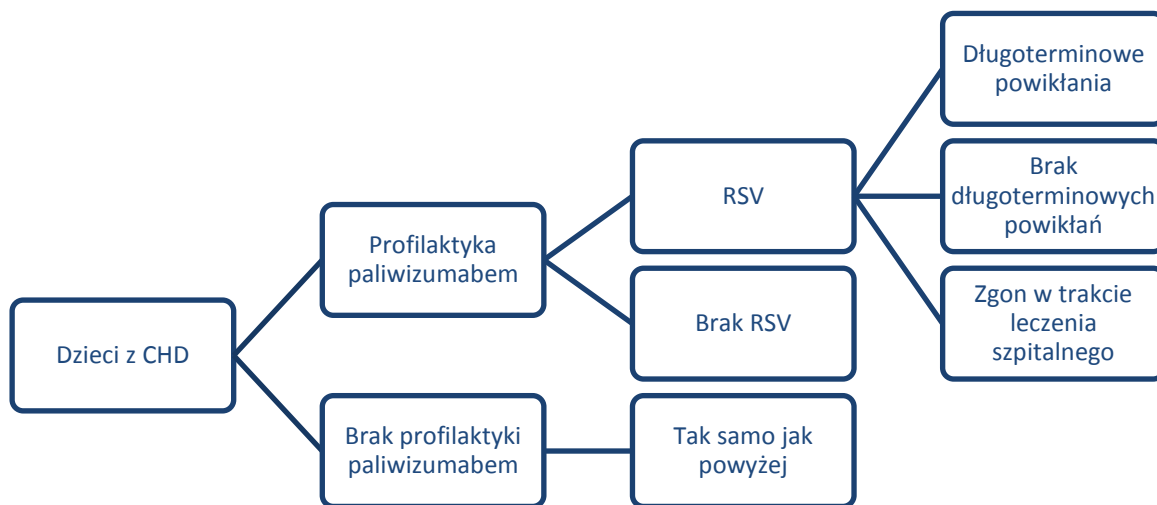 Dzieci z CHD
Profilaktyka
paliwizumabem
RSV
Długoterminowe
powikłania
Brak
długoterminowych
powikłań
Zgon w trakcie
leczenia
szpitalnego
Brak RSV
Brak profilaktyki
paliwizumabem
Tak samo jak
powyżej